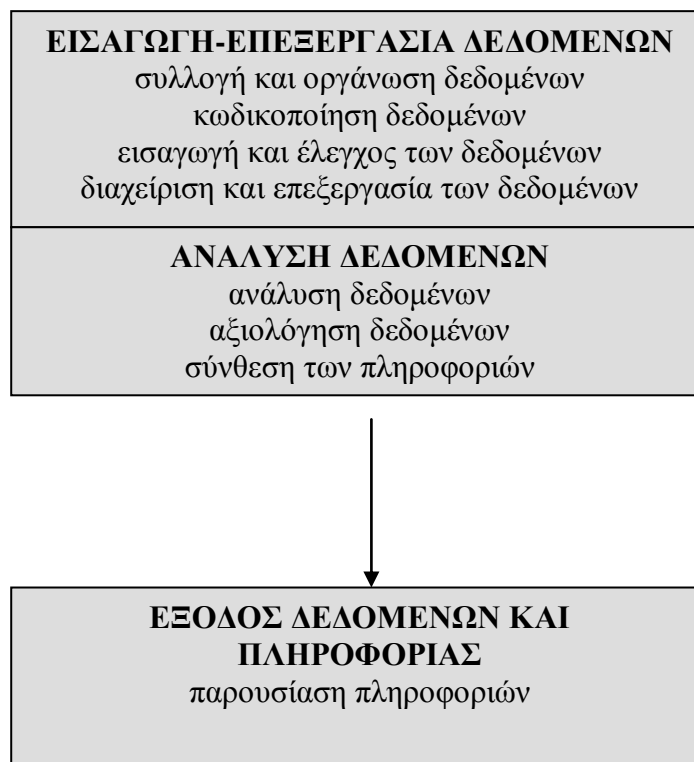 ΕΙΣΑΓΩΓΗ-ΕΠΕΞΕΡΓΑΣΙΑ ΔΕΔΟΜΕΝΩΝ
συλλογή και οργάνωση δεδομένων
κωδικοποίηση δεδομένων
εισαγωγή και έλεγχος των δεδομένων
διαχείριση και επεξεργασία των δεδομένων
ΑΝΑΛΥΣΗ ΔΕΔΟΜΕΝΩΝ
ανάλυση δεδομένων
αξιολόγηση δεδομένων
σύνθεση των πληροφοριών
ΕΞΟΔΟΣ ΔΕΔΟΜΕΝΩΝ ΚΑΙ
ΠΛΗΡΟΦΟΡΙΑΣ
παρουσίαση πληροφοριών